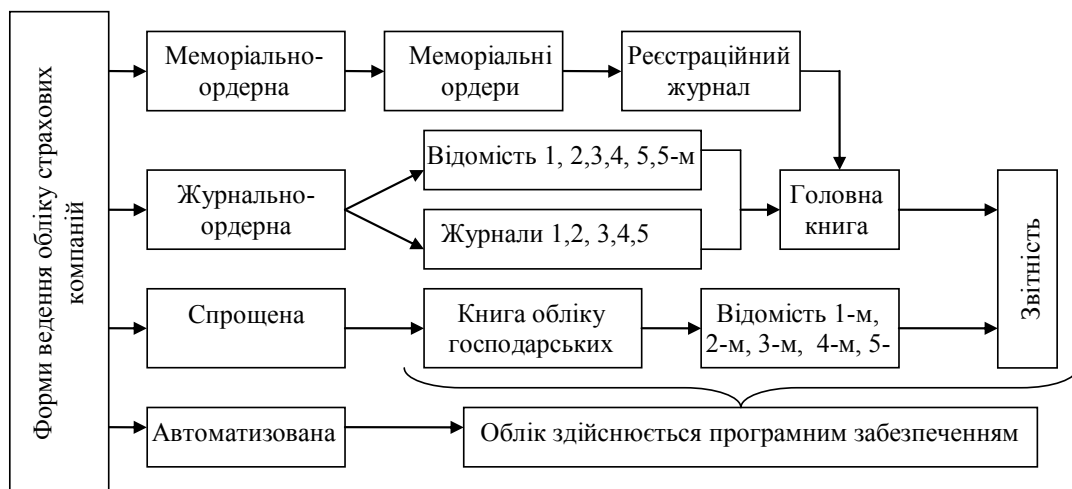 Форми ведення обліку страхових
компаній
Меморіально-
ордерна
Меморіальні
ордери
Реєстраційний
журнал
Журнально-
ордерна
Відомість 1, 2,3,4, 5,5-м
Журнали 1,2, 3,4,5
Головна
книга
Звітність
Спрощена
Книга обліку
господарських
Відомість 1-м,
2-м, 3-м, 4-м, 5-
Автоматизована
Облік здійснюється програмним забезпеченням